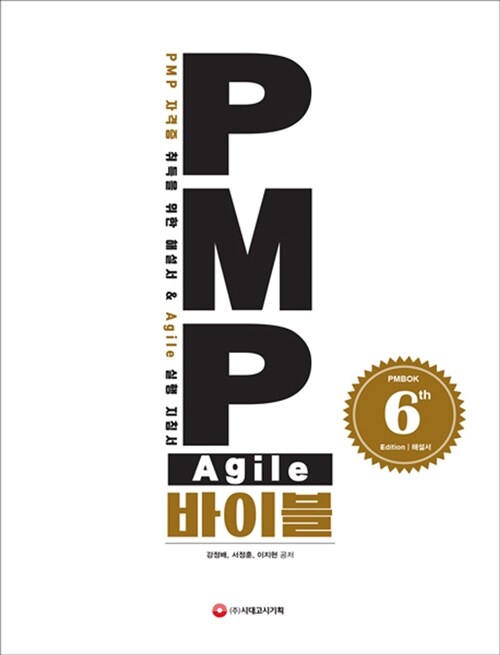 PMP 자격증 취득을 위한 해설서 & Agile 실행 지침서
PMP
Agile
바이블
PMBOK
6th
Edition | 해설서
강정배, 서정훈, 이지현 공저
(주)시대고시기획